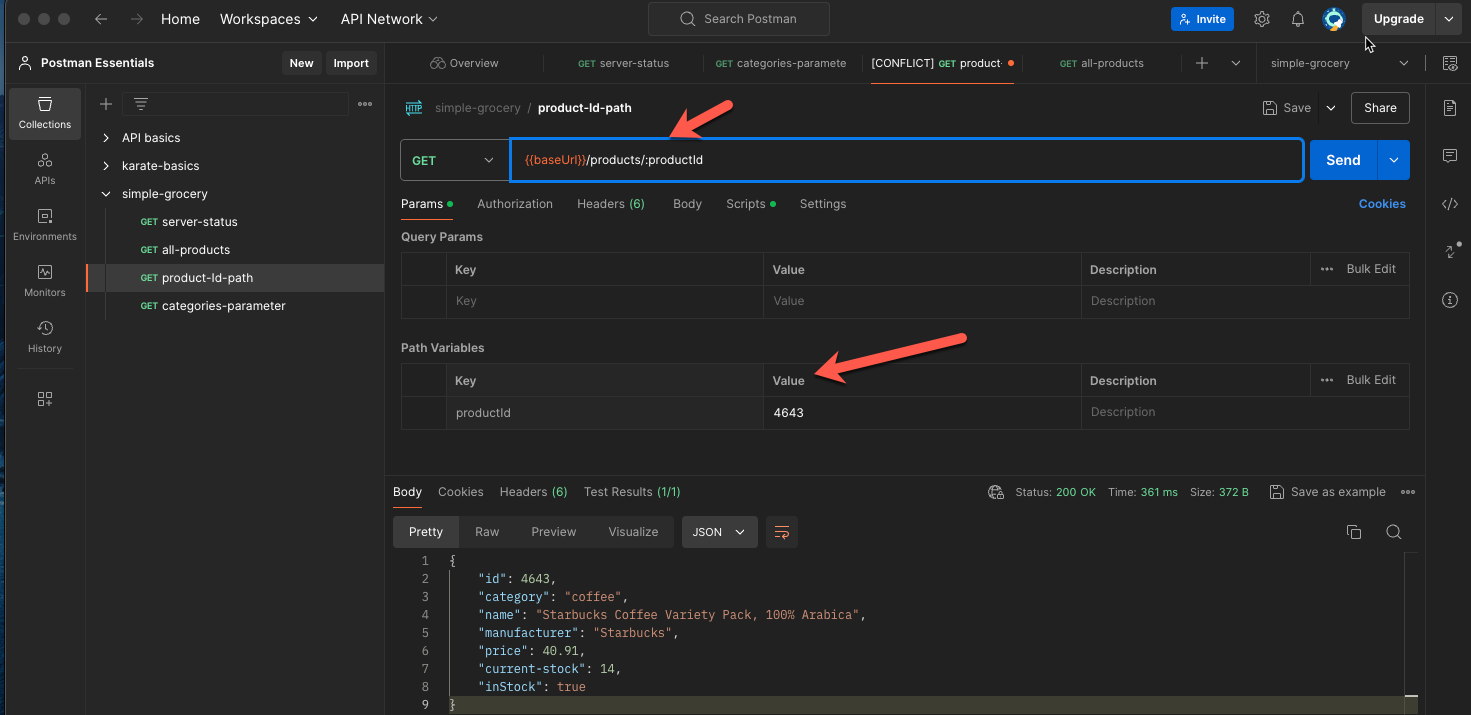 Home Workspaces API Network Search Postman Invite Upgrade
Postman Essentials New Import
Overview GET server-status GET categories-paramete [CONFLICT] GET product- GET all-products simple-grocery
Collections
APIs
Environments
Monitors
History
API basics
karate-basics
simple-grocery
GET server-status
GET all-products
GET product-Id-path
GET categories-parameter
HTTP simple-grocery / product-Id-path Save Share
GET {{baseUrl}}/products/:productId Send
Params Authorization Headers (6) Body Scripts Settings Cookies
Query Params
Key Value Description Bulk Edit
Key Value Description
Path Variables
Key Value Description Bulk Edit
productId 4643 Description
Body Cookies Headers (6) Test Results (1/1) Status: 200 OK Time: 361 ms Size: 372 B Save as example
Pretty Raw Preview Visualize JSON
1 {
2 "id": 4643,
3 "category": "coffee",
4 "name": "Starbucks Coffee Variety Pack, 100% Arabica",
5 "manufacturer": "Starbucks",
6 "price": 40.91,
7 "current-stock": 14,
8 "inStock": true
9 }